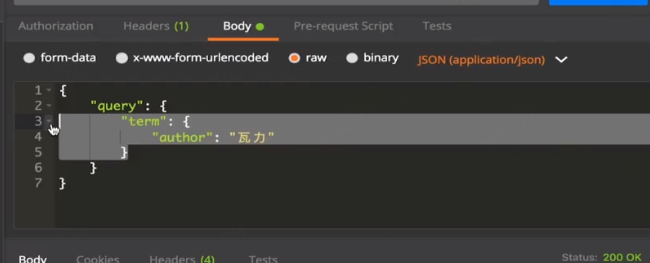 Authorization Headers (1) Body Pre-request Script Tests
form-data x-www-form-urlencoded raw binary JSON (application/json)
1 {
2 "query": {
3 "term": {
4 "author": "瓦力"
5 }
6 }
7 }
Body Cookies Headers (4) Tests Status: 200 OK